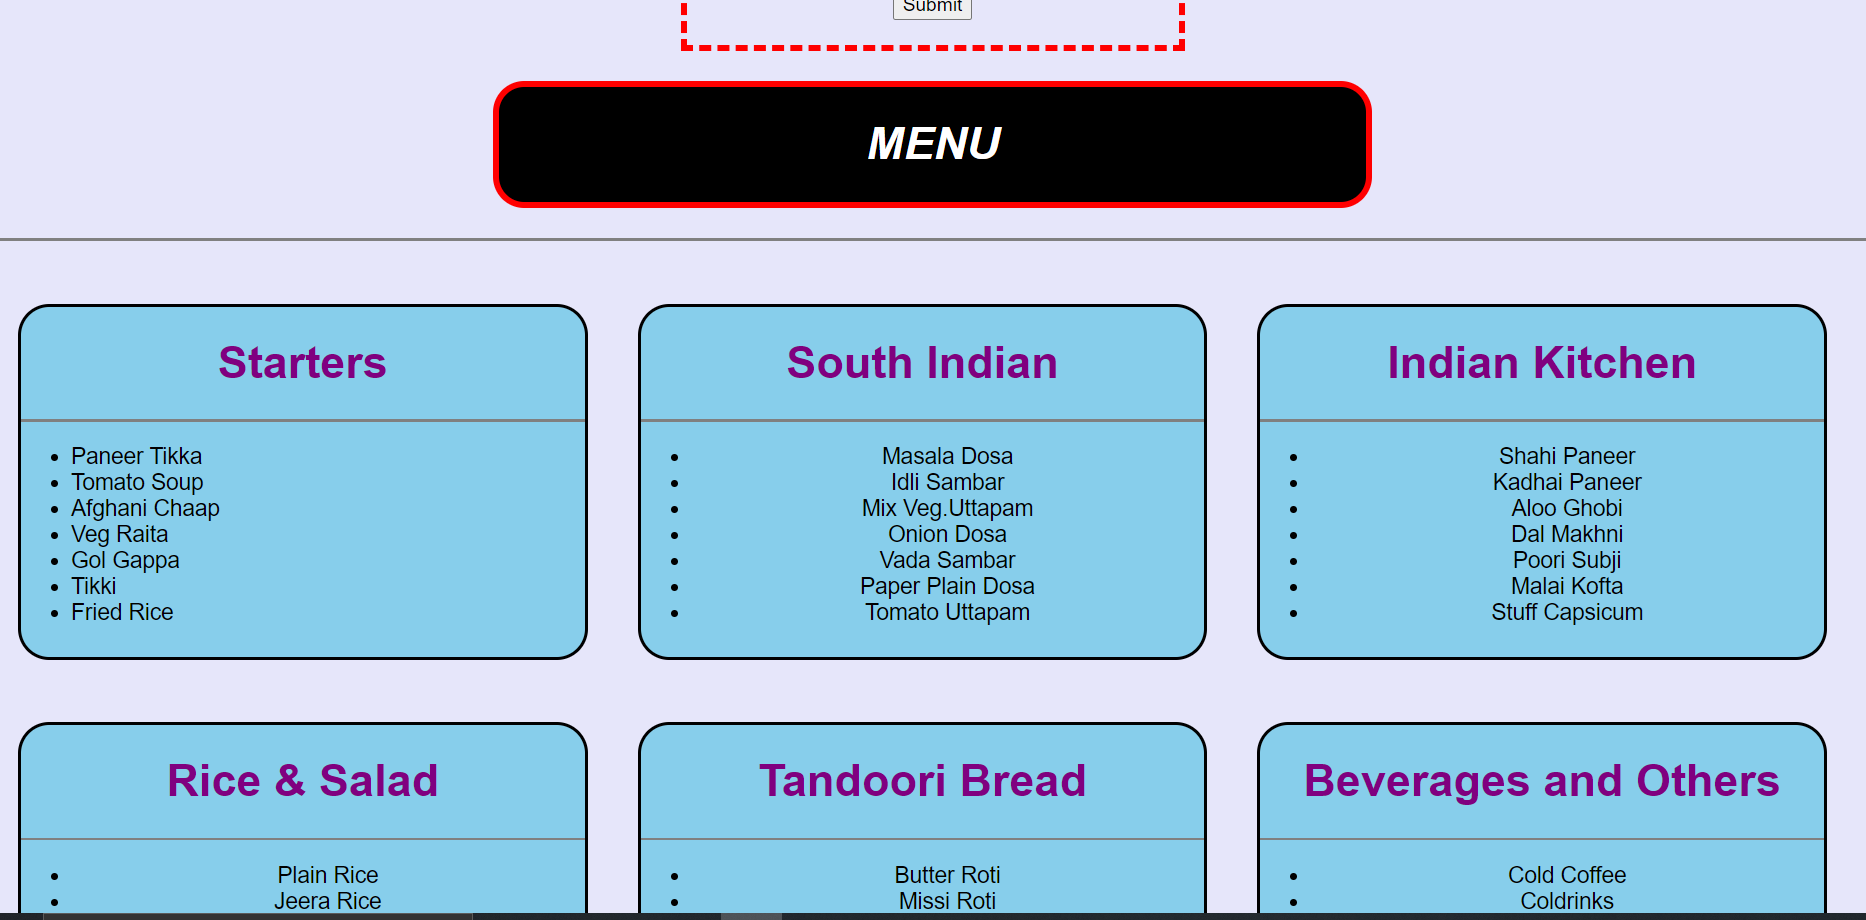 Submit
MENU
Starters
Paneer Tikka
Tomato Soup
Afghani Chaap
Veg Raita
Gol Gappa
Tikki
Fried Rice
South Indian
Masala Dosa
Idli Sambar
Mix Veg.Uttapam
Onion Dosa
Vada Sambar
Paper Plain Dosa
Tomato Uttapam
Indian Kitchen
Shahi Paneer
Kadhai Paneer
Aloo Ghobi
Dal Makhni
Poori Subji
Malai Kofta
Stuff Capsicum
Rice & Salad
Plain Rice
Jeera Rice
Tandoori Bread
Butter Roti
Missi Roti
Beverages and Others
Cold Coffee
Coldrinks